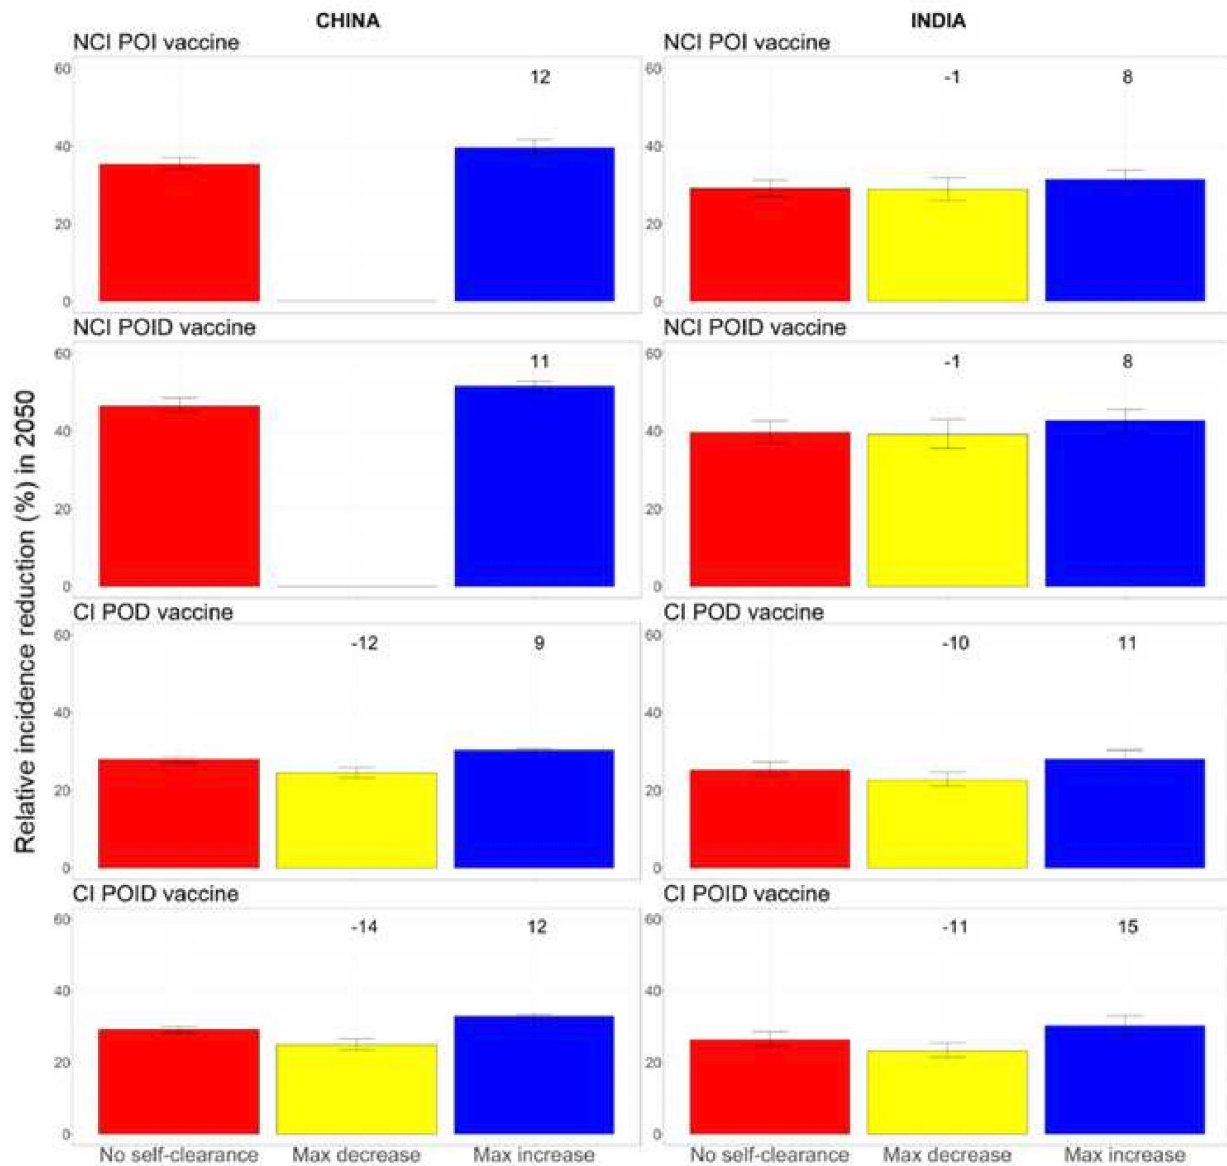 CHINA INDIA
NCI POI vaccine NCI POI vaccine
60 12 60 -1 8
40 40
20 20
0 0
NCI POID vaccine NCI POID vaccine
60 11 60 -1 8
40 40
20 20
0 0
Relative incidence reduction (%) in 2050
CI POD vaccine CI POD vaccine
60 -12 9 60 -10 11
40 40
20 20
0 0
CI POID vaccine CI POID vaccine
60 -14 12 60 -11 15
40 40
20 20
0 0
No self-clearance Max decrease Max increase No self-clearance Max decrease Max increase